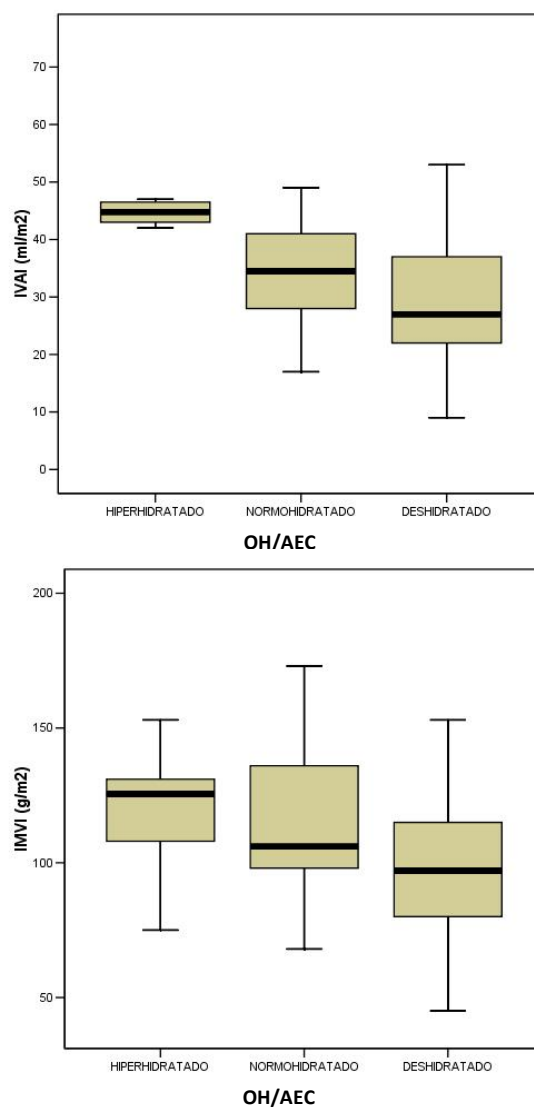 70
60
50
40
30
20
10
0
IVAI (ml/m2)
HIPERHIDRATADO NORMOHIDRATADO DESHIDRATADO
OH/AEC
200
150
100
50
IMVI (g/m2)
HIPERHIDRATADO NORMOHIDRATADO DESHIDRATADO
OH/AEC